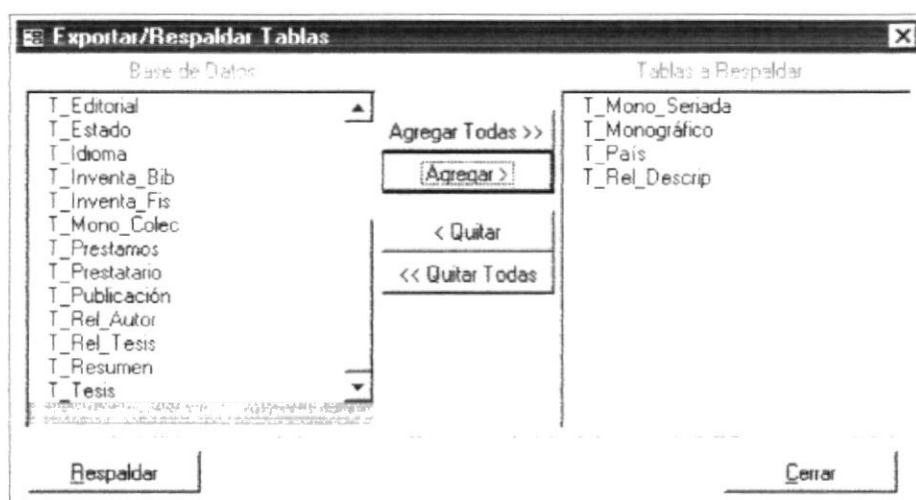 Exportar/Respaldar Tablas
Base de Datos
T_Editorial
T_Estado
T_Idioma
T_Inventa_Bib
T_Inventa_Fis
T_Mono_Colec
T_Prestamos
T_Prestatario
T_Publicación
T_Rel_Autor
T_Rel_Tesis
T_Resumen
T_Tesis
Agregar Todas >>
Agregar >
< Quitar
<< Quitar Todas
Tablas a Respaldar
T_Mono_Seriada
T_Monográfico
T_País
T_Rel_Descrip
Respaldar
Cerrar